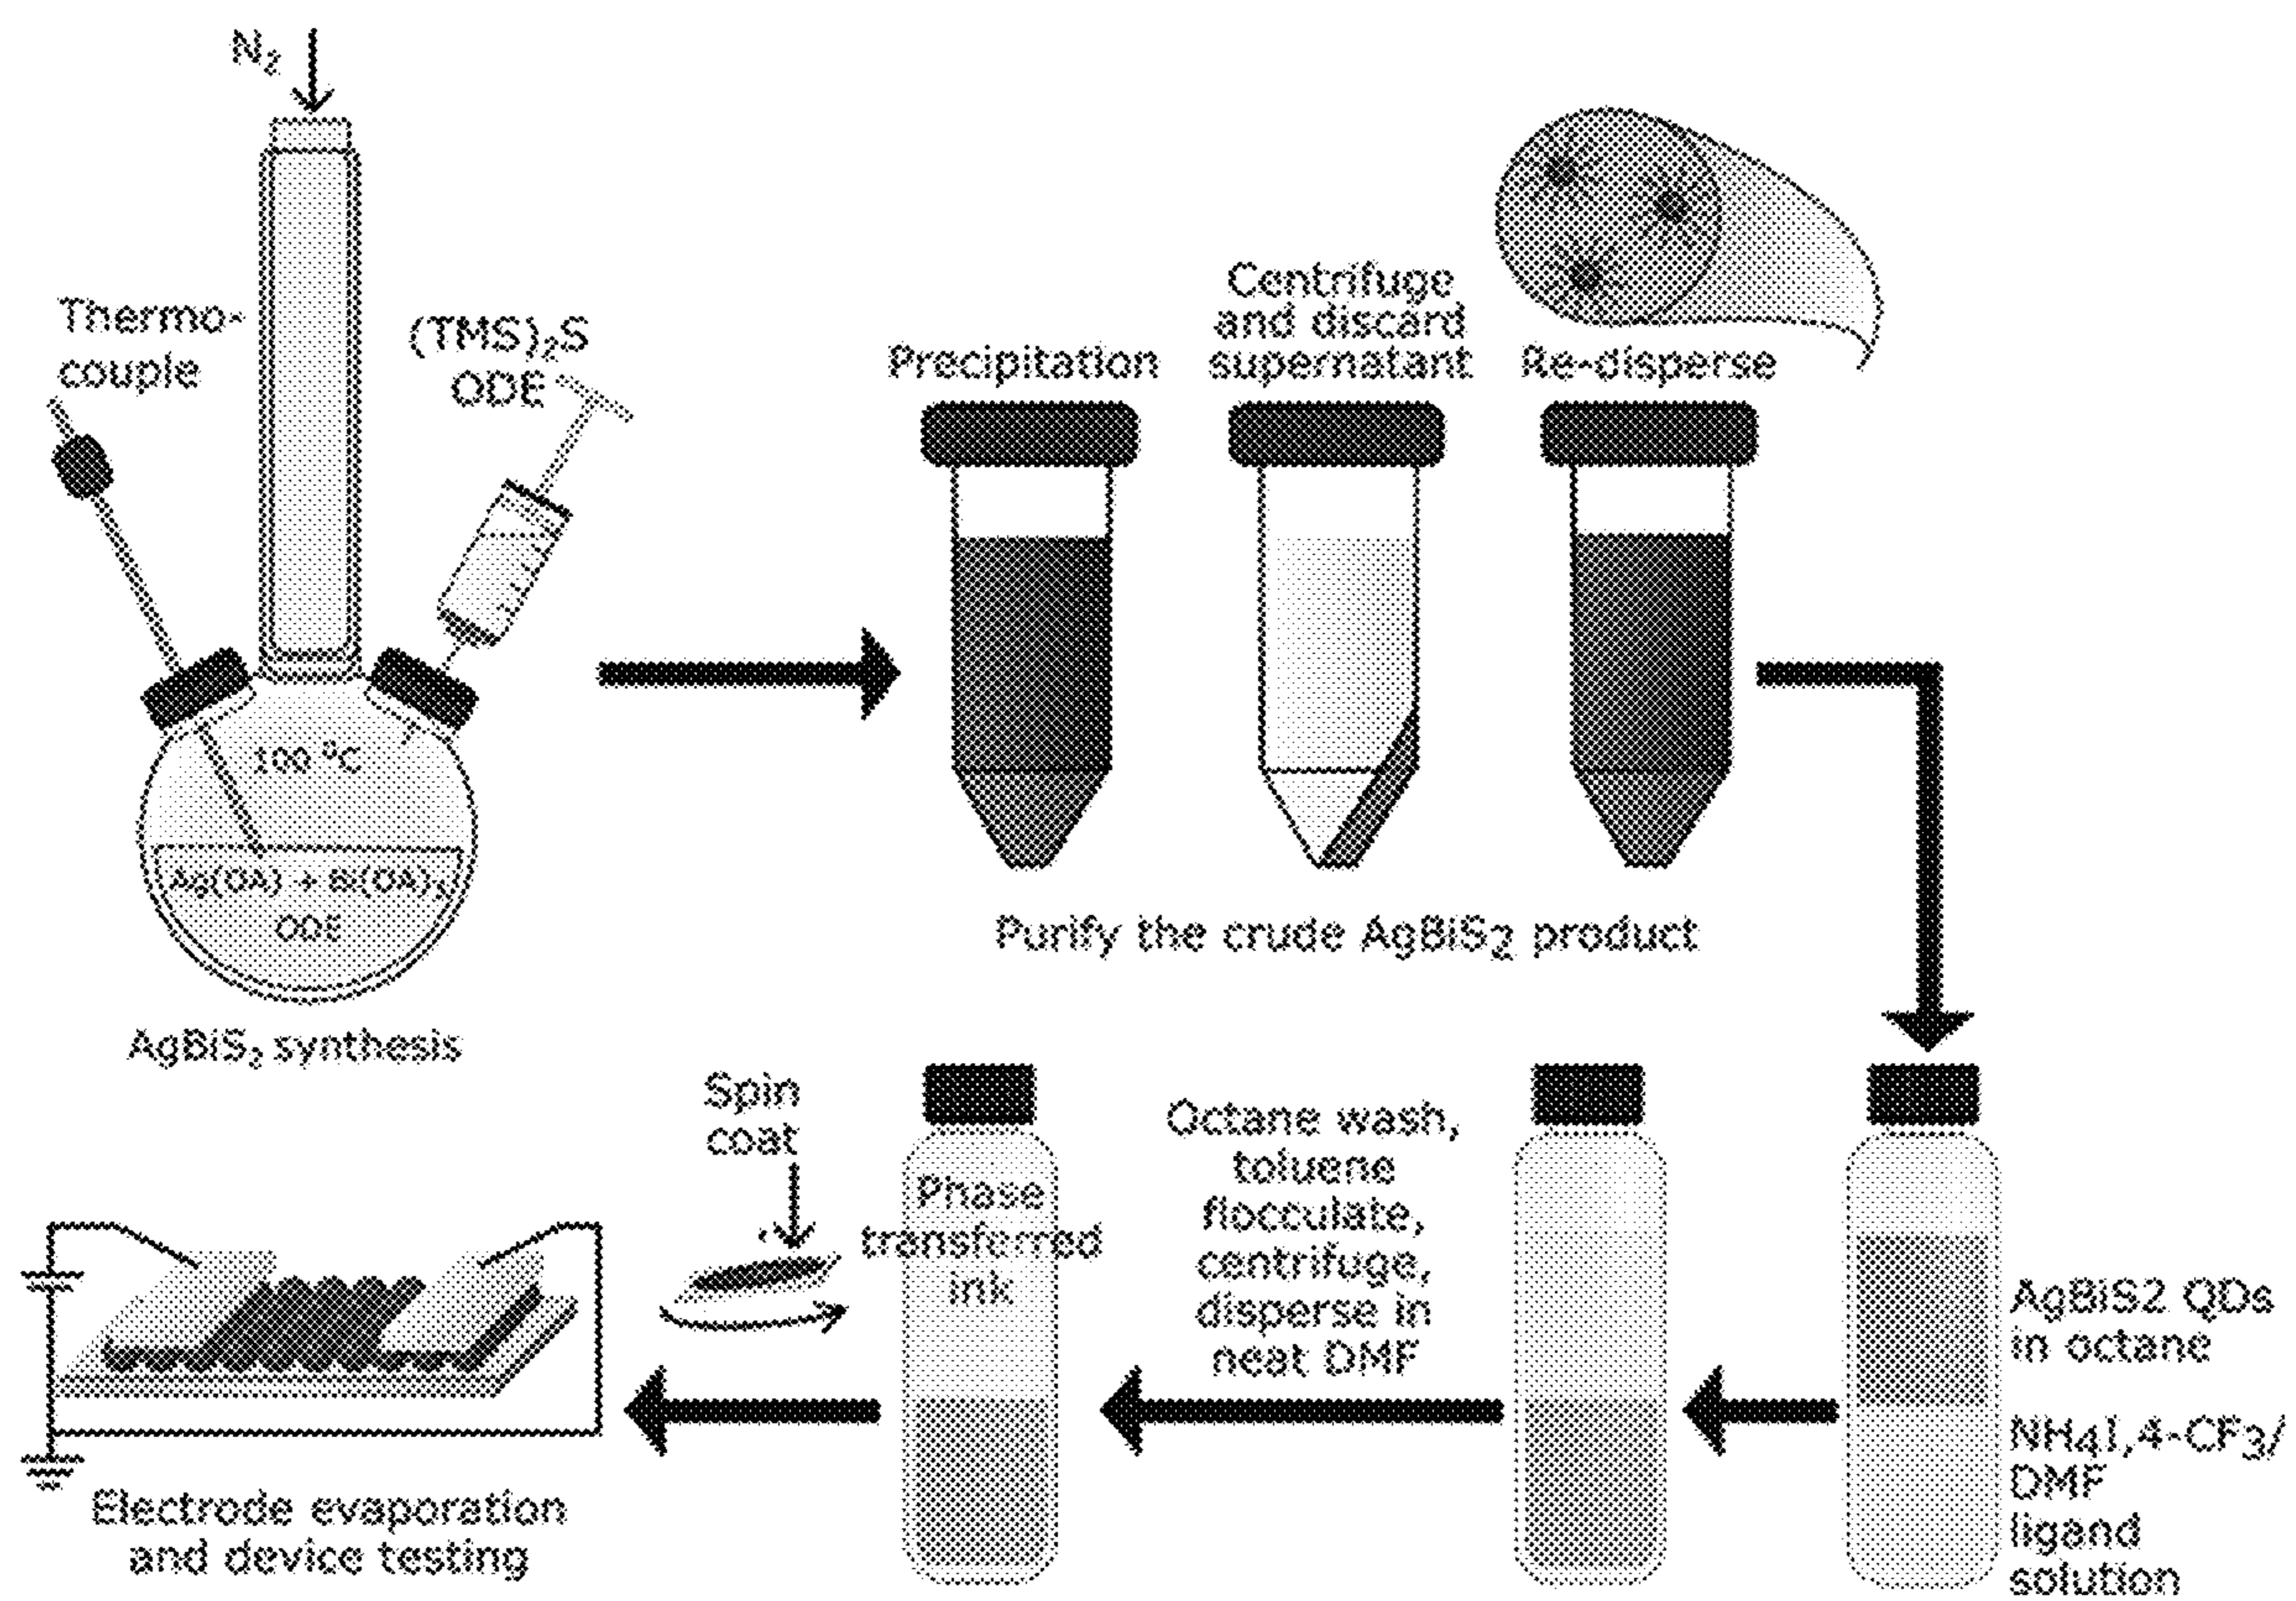 N₂
Thermo-
couple
(TMS)₂S
ODE
100 ⁰C
Ag(OA) + Bi(OA)₃
ODE
AgBiS₂ synthesis
Precipitation
Centrifuge
and discard
supernatant
Re-disperse
Purify the crude AgBiS₂ product
AgBiS2 QDs
in octane
NH₄I,4-CF₃/
DMF
ligand
solution
Octane wash,
toluene
flocculate,
centrifuge,
disperse in
neat DMF
Phase
transferred
ink
Spin
coat
Electrode evaporation
and device testing